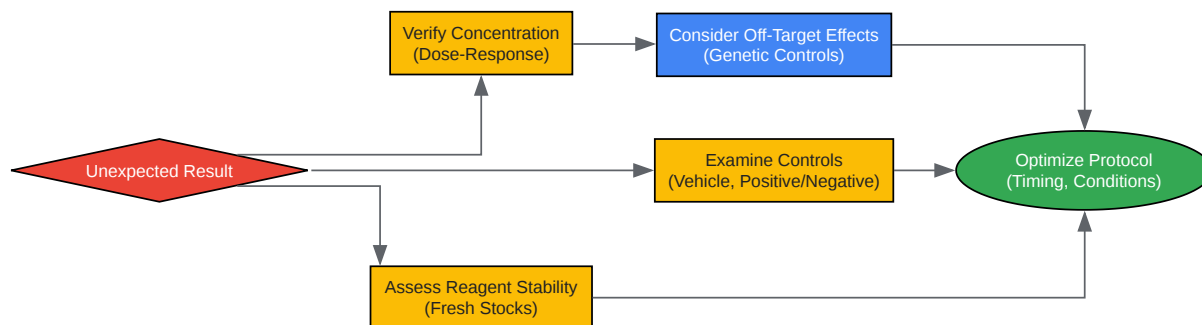 Verify Concentration
(Dose-Response)
Consider Off-Target Effects
(Genetic Controls)
Unexpected Result
Examine Controls
(Vehicle, Positive/Negative)
Optimize Protocol
(Timing, Conditions)
Assess Reagent Stability
(Fresh Stocks)